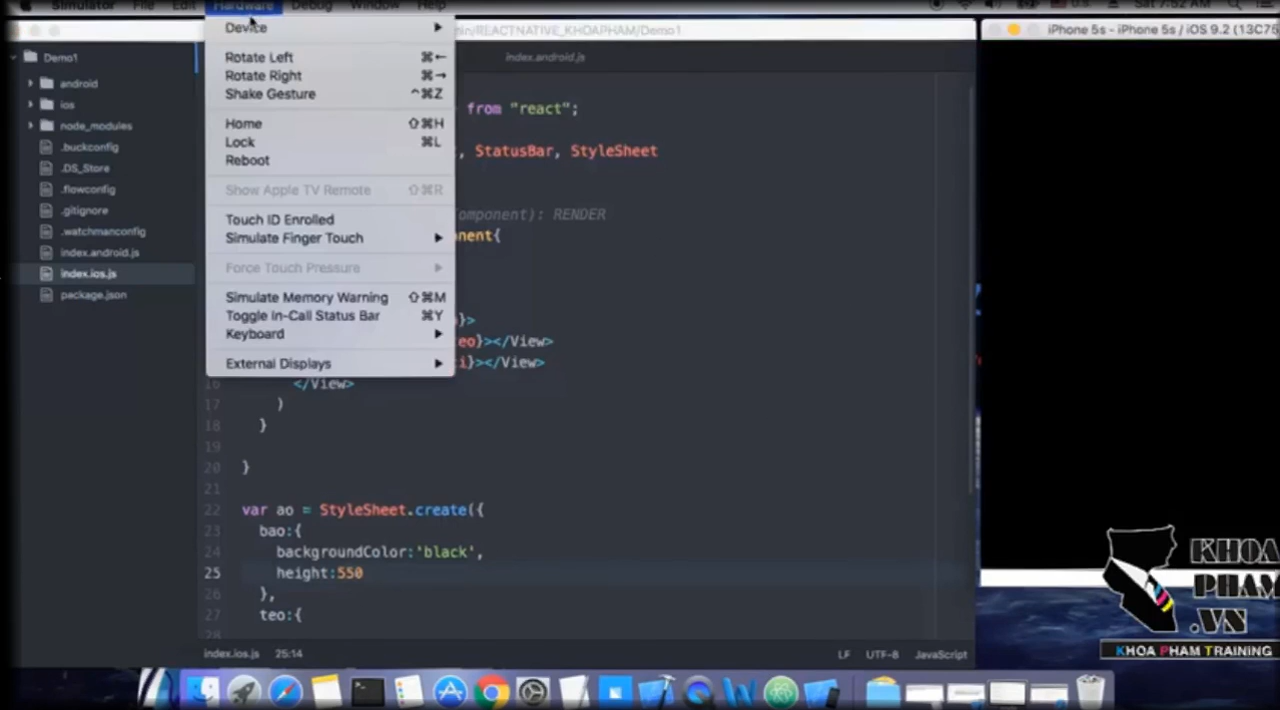 Simulator File Edit Hardware Debug Window Help
Sat 7:52 AM
Device
Rotate Left ⌘←
Rotate Right ⌘→
Shake Gesture ^⌘Z
Home ⇧⌘H
Lock ⌘L
Reboot
Show Apple TV Remote ⇧⌘R
Touch ID Enrolled
Simulate Finger Touch
Force Touch Pressure
Simulate Memory Warning ⇧⌘M
Toggle In-Call Status Bar ⌘Y
Keyboard
External Displays
/REACTNATIVE_KHOAPHAM/Demo1
index.android.js
Demo1
android
ios
node_modules
.buckconfig
.DS_Store
.flowconfig
.gitignore
.watchmanconfig
index.android.js
index.ios.js
package.json
from "react";
, StatusBar, StyleSheet
omponent): RENDER
nent{
}>
eo}></View>
i}></View>
16 </View>
17 )
18 }
19
20 }
21
22 var ao = StyleSheet.create({
23 bao:{
24 backgroundColor:'black',
25 height:550
26 },
27 teo:{
28
index.ios.js 25:14
LF UTF-8 JavaScript
iPhone 5s - iPhone 5s / iOS 9.2 (13C75
KHOA
PHAM
.VN
KHOA PHAM TRAINING